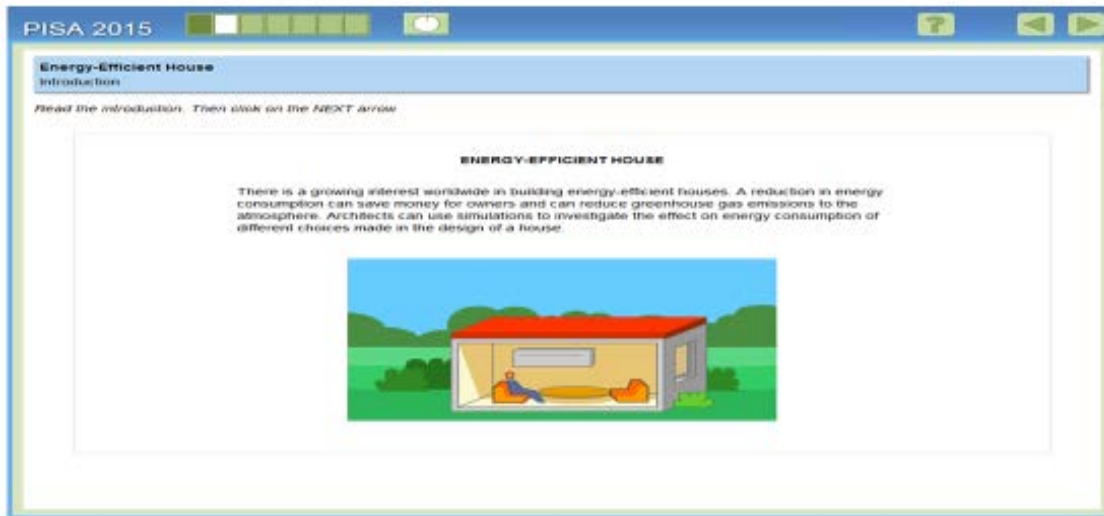 PISA 2015
?
Energy-Efficient House
Introduction
Read the introduction. Then click on the NEXT arrow
ENERGY-EFFICIENT HOUSE
There is a growing interest worldwide in building energy-efficient houses. A reduction in energy
consumption can save money for owners and can reduce greenhouse gas emissions to the
atmosphere. Architects can use simulations to investigate the effect on energy consumption of
different choices made in the design of a house.